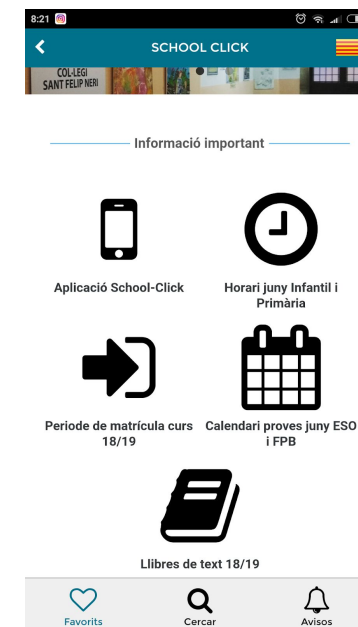 8:21
SCHOOL CLICK
COL·LEGI
SANT FELIP NERI
Informació important
Aplicació School-Click
Horari juny Infantil i
Primària
Periode de matrícula curs
18/19
Calendari proves juny ESO
i FPB
Llibres de text 18/19
Favorits
Cercar
Avisos